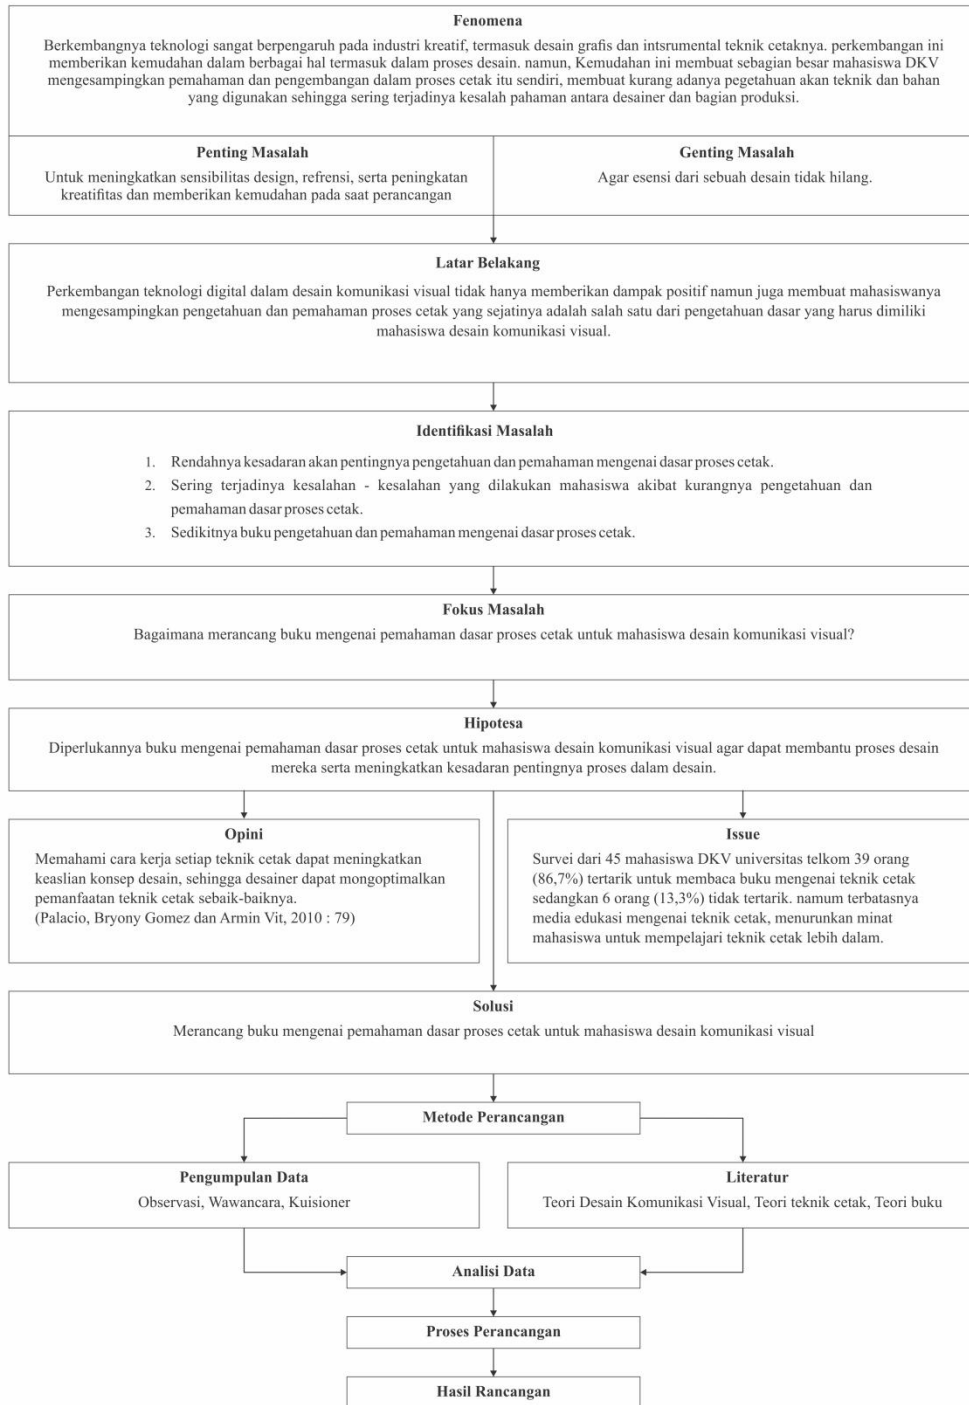 Fenomena
Berkembangnya teknologi sangat berpengaruh pada industri kreatif, termasuk desain grafis dan intsrumental teknik cetaknya. perkembangan ini
memberikan kemudahan dalam berbagai hal termasuk dalam proses desain. namun, Kemudahan ini membuat sebagian besar mahasiswa DKV
mengesampingkan pemahaman dan pengembangan dalam proses cetak itu sendiri, membuat kurang adanya pegetahuan akan teknik dan bahan
yang digunakan sehingga sering terjadinya kesalah pahaman antara desainer dan bagian produksi.
Penting Masalah
Untuk meningkatkan sensibilitas design, refrensi, serta peningkatan
kreatifitas dan memberikan kemudahan pada saat perancangan
Genting Masalah
Agar esensi dari sebuah desain tidak hilang.
Latar Belakang
Perkembangan teknologi digital dalam desain komunikasi visual tidak hanya memberikan dampak positif namun juga membuat mahasiswanya
mengesampingkan pengetahuan dan pemahaman proses cetak yang sejatinya adalah salah satu dari pengetahuan dasar yang harus dimiliki
mahasiswa desain komunikasi visual.
Identifikasi Masalah
1. Rendahnya kesadaran akan pentingnya pengetahuan dan pemahaman mengenai dasar proses cetak.
2. Sering terjadinya kesalahan - kesalahan yang dilakukan mahasiswa akibat kurangnya pengetahuan dan
pemahaman dasar proses cetak.
3. Sedikitnya buku pengetahuan dan pemahaman mengenai dasar proses cetak.
Fokus Masalah
Bagaimana merancang buku mengenai pemahaman dasar proses cetak untuk mahasiswa desain komunikasi visual?
Hipotesa
Diperlukannya buku mengenai pemahaman dasar proses cetak untuk mahasiswa desain komunikasi visual agar dapat membantu proses desain
mereka serta meningkatkan kesadaran pentingnya proses dalam desain.
Opini
Memahami cara kerja setiap teknik cetak dapat meningkatkan
keaslian konsep desain, sehingga desainer dapat mongoptimalkan
pemanfaatan teknik cetak sebaik-baiknya.
(Palacio, Bryony Gomez dan Armin Vit, 2010 : 79)
Issue
Survei dari 45 mahasiswa DKV universitas telkom 39 orang
(86,7%) tertarik untuk membaca buku mengenai teknik cetak
sedangkan 6 orang (13,3%) tidak tertarik. namum terbatasnya
media edukasi mengenai teknik cetak, menurunkan minat
mahasiswa untuk mempelajari teknik cetak lebih dalam.
Solusi
Merancang buku mengenai pemahaman dasar proses cetak untuk mahasiswa desain komunikasi visual
Metode Perancangan
Pengumpulan Data
Observasi, Wawancara, Kuisioner
Literatur
Teori Desain Komunikasi Visual, Teori teknik cetak, Teori buku
Analisi Data
Proses Perancangan
Hasil Rancangan